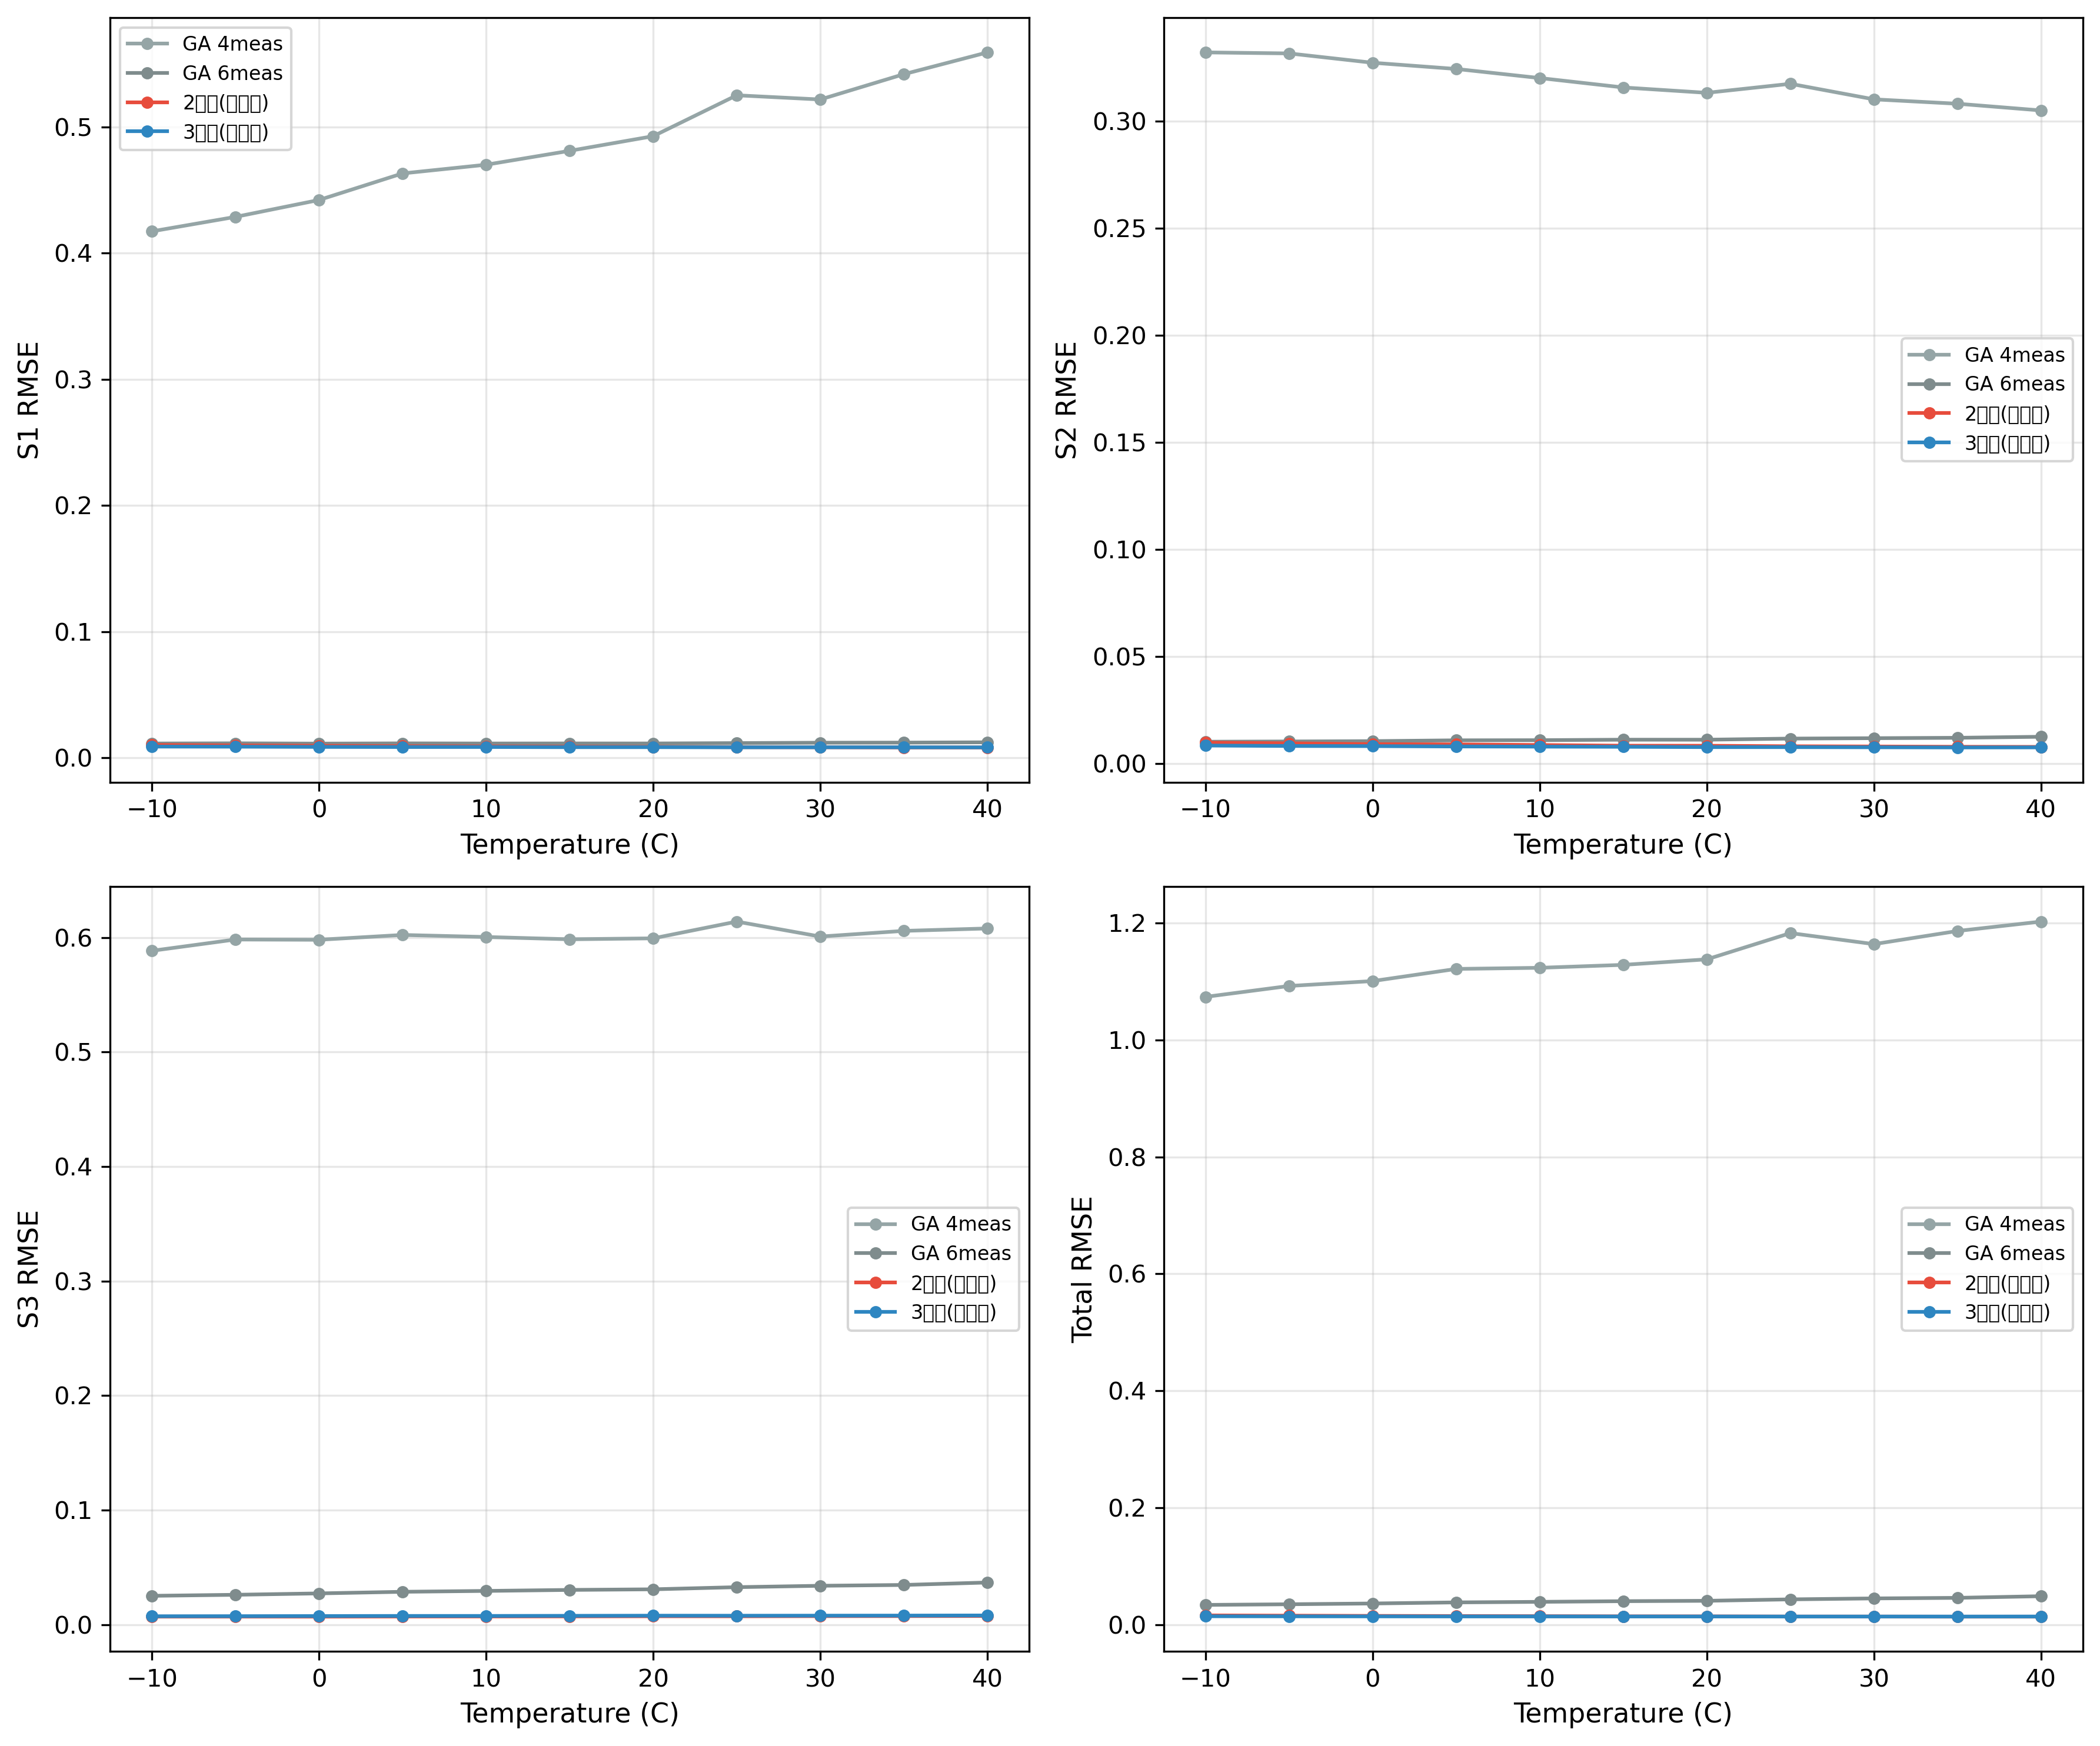 GA 4meas
GA 6meas
2□□(□□□)
3□□(□□□)
0.5
0.4
0.3
0.2
0.1
0.0
S1 RMSE
−10 0 10 20 30 40
Temperature (C)
0.30
0.25
0.20
0.15
0.10
0.05
0.00
S2 RMSE
GA 4meas
GA 6meas
2□□(□□□)
3□□(□□□)
−10 0 10 20 30 40
Temperature (C)
0.6
0.5
0.4
0.3
0.2
0.1
0.0
S3 RMSE
GA 4meas
GA 6meas
2□□(□□□)
3□□(□□□)
−10 0 10 20 30 40
Temperature (C)
1.2
1.0
0.8
0.6
0.4
0.2
0.0
Total RMSE
GA 4meas
GA 6meas
2□□(□□□)
3□□(□□□)
−10 0 10 20 30 40
Temperature (C)